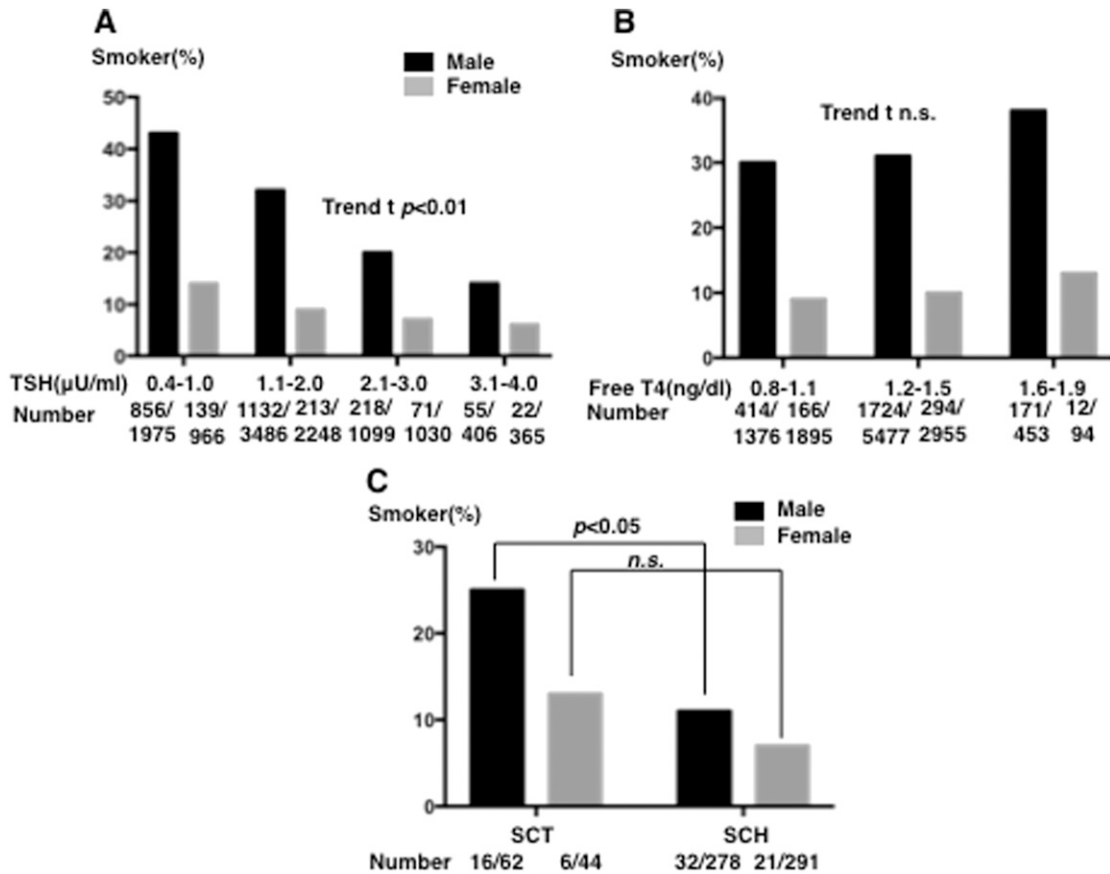 A
Smoker(%)
Male
Female
50
40
30
20
10
0
Trend t p<0.01
TSH(μU/ml) 0.4-1.0 1.1-2.0 2.1-3.0 3.1-4.0
Number 856/ 139/ 1132/ 213/ 218/ 71/ 55/ 22/
1975 966 3486 2248 1099 1030 406 365
B
Smoker(%)
40
30
20
10
0
Trend t n.s.
Free T4(ng/dl) 0.8-1.1 1.2-1.5 1.6-1.9
Number 414/ 166/ 1724/ 294/ 171/ 12/
1376 1895 5477 2955 453 94
C
Smoker(%)
Male
Female
30
20
10
0
p<0.05
n.s.
SCT SCH
Number 16/62 6/44 32/278 21/291